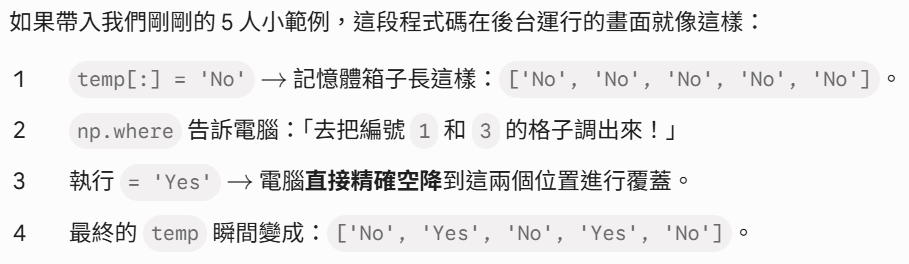 如果帶入我們剛剛的 5 人小範例，這段程式碼在後台運行的畫面就像這樣：
1 temp[:] = 'No' → 記憶體箱子長這樣：['No', 'No', 'No', 'No', 'No']。
2 np.where 告訴電腦：「去把編號 1 和 3 的格子調出來！」
3 執行 = 'Yes' → 電腦直接精確空降到這兩個位置進行覆蓋。
4 最終的 temp 瞬間變成：['No', 'Yes', 'No', 'Yes', 'No']。